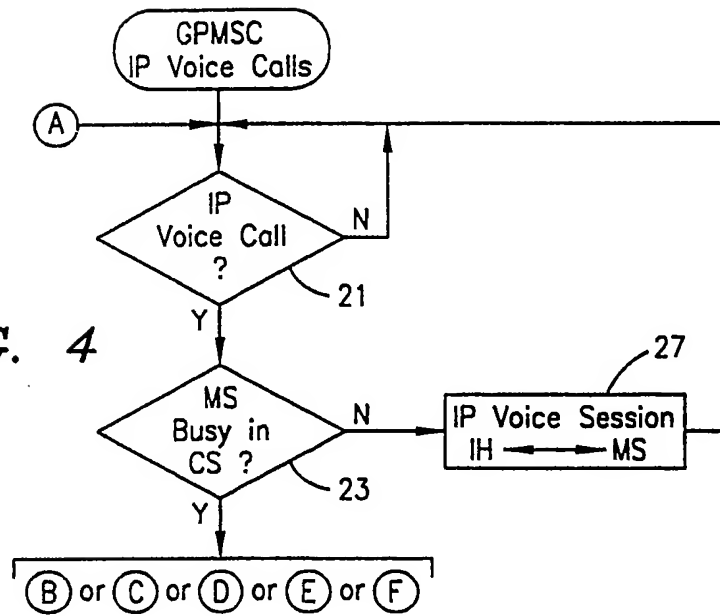 GPMSC
IP Voice Calls
A
IP
Voice Call
?
N
21
Y
G. 4
MS
Busy in
CS ?
N
23
Y
27
IP Voice Session
IH MS
B or C or D or E or F